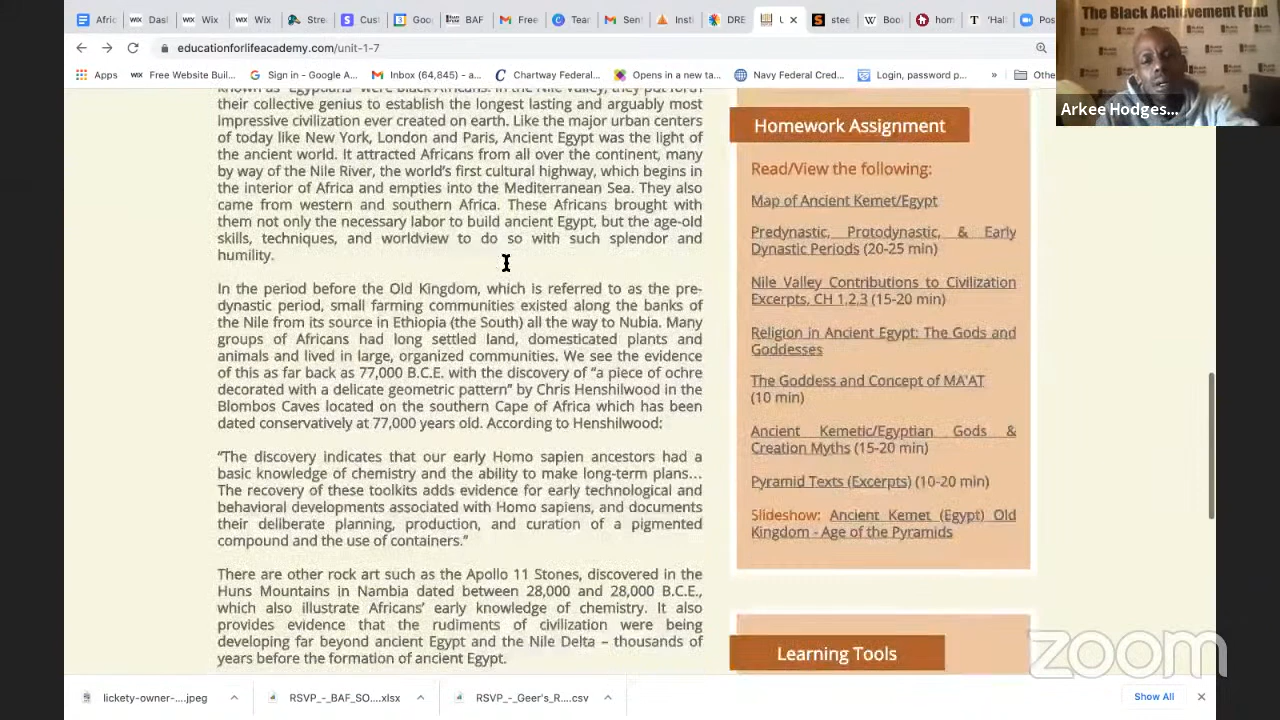 Afric
Das
Wix
Wix
Stre
Cust
Goo
BAF
Free
Tear
Sen
Insti
DRE
U
stee
Boo
hom
'Hal
Pos
educationforlifeacademy.com/unit-1-7
Apps
Free Website Buil...
Sign in - Google A...
Inbox (64,845) - a...
Chartway Federal...
Opens in a new ta...
Navy Federal Cred...
Login, password p...
»
Othe
The Black Achievement Fund
Arkee Hodges...
known as "Egyptians" were black Africans. In the Nile Valley, they put forth
their collective genius to establish the longest lasting and arguably most
impressive civilization ever created on earth. Like the major urban centers
of today like New York, London and Paris, Ancient Egypt was the light of
the ancient world. It attracted Africans from all over the continent, many
by way of the Nile River, the world's first cultural highway, which begins in
the interior of Africa and empties into the Mediterranean Sea. They also
came from western and southern Africa. These Africans brought with
them not only the necessary labor to build ancient Egypt, but the age-old
skills, techniques, and worldview to do so with such splendor and
humility.
In the period before the Old Kingdom, which is referred to as the pre-
dynastic period, small farming communities existed along the banks of
the Nile from its source in Ethiopia (the South) all the way to Nubia. Many
groups of Africans had long settled land, domesticated plants and
animals and lived in large, organized communities. We see the evidence
of this as far back as 77,000 B.C.E. with the discovery of "a piece of ochre
decorated with a delicate geometric pattern" by Chris Henshilwood in the
Blombos Caves located on the southern Cape of Africa which has been
dated conservatively at 77,000 years old. According to Henshilwood:
"The discovery indicates that our early Homo sapien ancestors had a
basic knowledge of chemistry and the ability to make long-term plans...
The recovery of these toolkits adds evidence for early technological and
behavioral developments associated with Homo sapiens, and documents
their deliberate planning, production, and curation of a pigmented
compound and the use of containers."
There are other rock art such as the Apollo 11 Stones, discovered in the
Huns Mountains in Nambia dated between 28,000 and 28,000 B.C.E.,
which also illustrate Africans' early knowledge of chemistry. It also
provides evidence that the rudiments of civilization were being
developing far beyond ancient Egypt and the Nile Delta – thousands of
years before the formation of ancient Egypt.
Homework Assignment
Read/View the following:
Map of Ancient Kemet/Egypt
Predynastic, Protodynastic, & Early
Dynastic Periods (20-25 min)
Nile Valley Contributions to Civilization
Excerpts, CH 1,2,3 (15-20 min)
Religion in Ancient Egypt: The Gods and
Goddesses
The Goddess and Concept of MA'AT
(10 min)
Ancient Kemetic/Egyptian Gods &
Creation Myths (15-20 min)
Pyramid Texts (Excerpts) (10-20 min)
Slideshow: Ancient Kemet (Egypt) Old
Kingdom - Age of the Pyramids
Learning Tools
zoom
lickety-owner-....jpeg
RSVP_-_BAF_SO....xlsx
RSVP_-_Geer's_R....csv
Show All